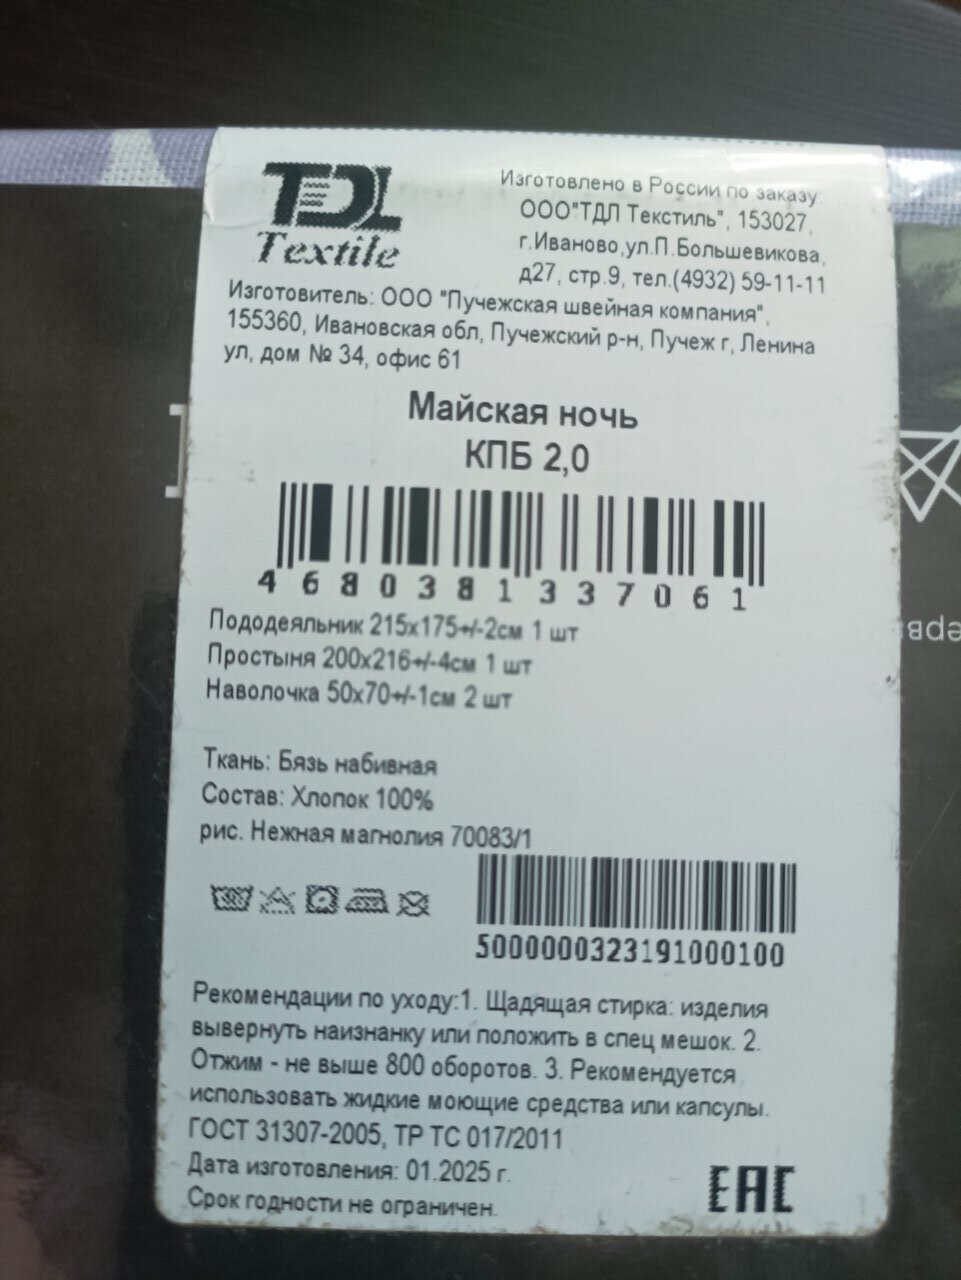 TDL
Textile
Изготовлено в России по заказу:
ООО"ТДЛ Текстиль", 153027,
г.Иваново,ул.П.Большевикова,
д27, стр.9, тел.(4932) 59-11-11
Изготовитель: ООО "Пучежская швейная компания",
155360, Ивановская обл, Пучежский р-н, Пучеж г, Ленина
ул, дом № 34, офис 61
Майская ночь
КПБ 2,0
4680381337061
Пододеяльник 215х175+/-2см 1 шт
Простыня 200х216+/-4см 1 шт
Наволочка 50х70+/-1см 2 шт
Ткань: Бязь набивная
Состав: Хлопок 100%
рис. Нежная магнолия 70083/1
5000000323191000100
Рекомендации по уходу:1. Щадящая стирка: изделия
вывернуть наизнанку или положить в спец мешок. 2.
Отжим - не выше 800 оборотов. 3. Рекомендуется
использовать жидкие моющие средства или капсулы.
ГОСТ 31307-2005, ТР ТС 017/2011
Дата изготовления: 01.2025 г.
Срок годности не ограничен.
EAC